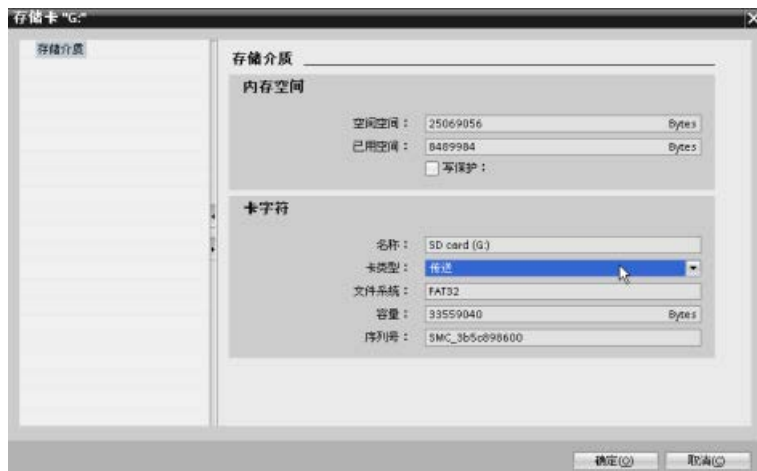 存储卡 "G:"
存储介质
存储介质
内存空间
空闲空间： 25069056 Bytes
已用空间： 8489984 Bytes
写保护：
卡字符
名称： SD card (G:)
卡类型： 传送
文件系统： FAT32
容量： 33559040 Bytes
序列号： SMC_3b5c898600
确定(O) 取消(C)